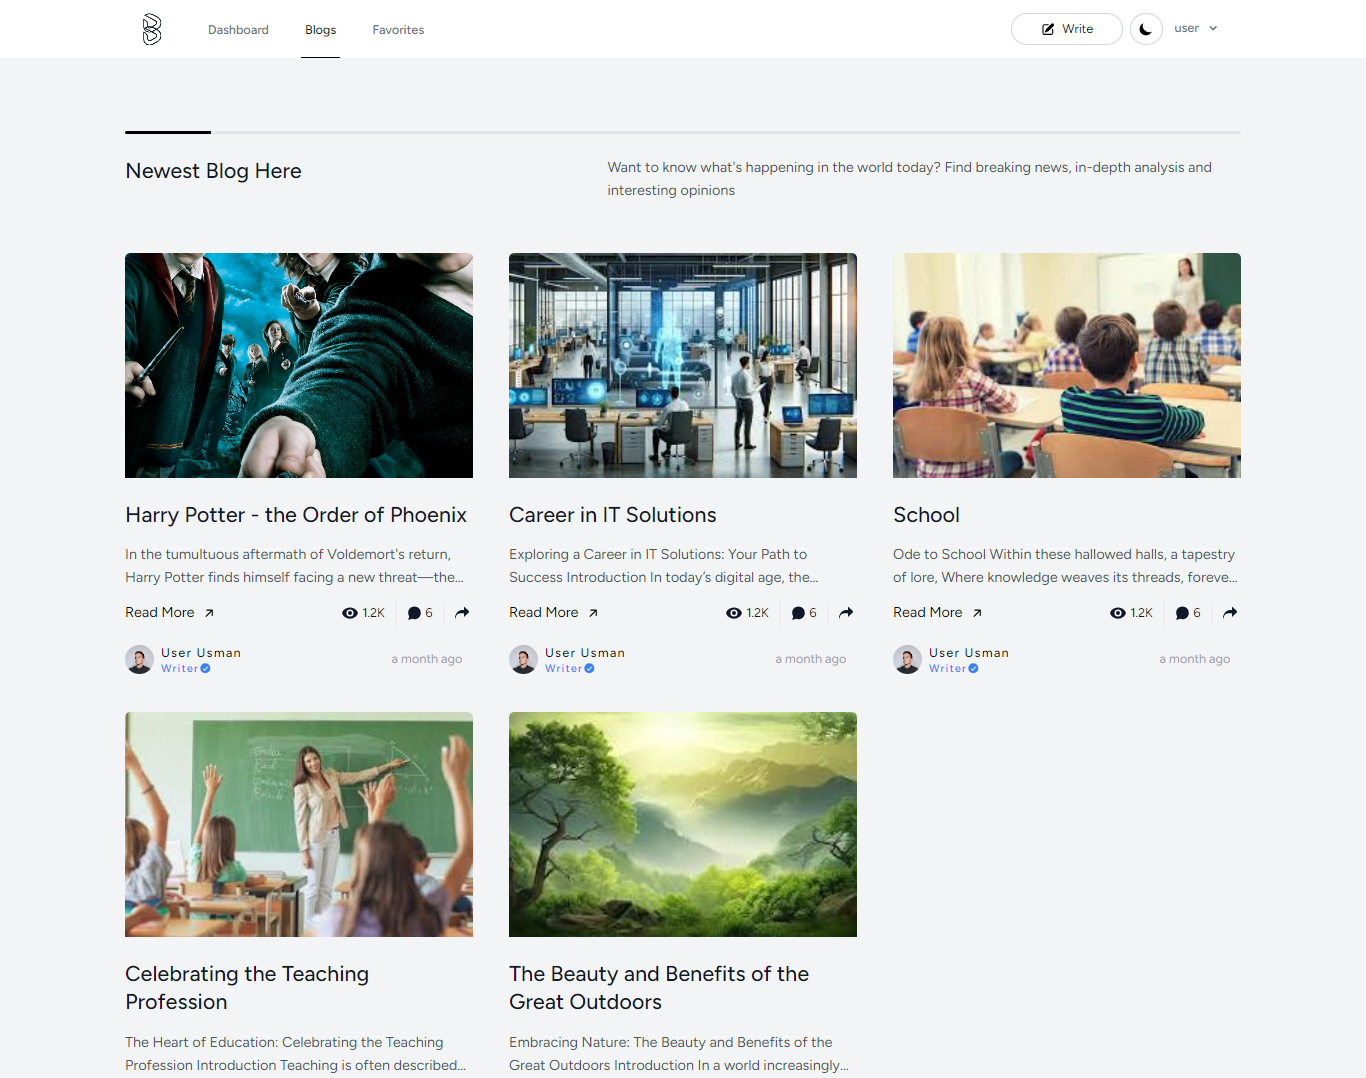 Dashboard Blogs Favorites Write user
Newest Blog Here
Want to know what's happening in the world today? Find breaking news, in-depth analysis and
interesting opinions
Harry Potter - the Order of Phoenix
In the tumultuous aftermath of Voldemort's return,
Harry Potter finds himself facing a new threat—the...
Read More 1.2K 6
User Usman
Writer
a month ago
Career in IT Solutions
Exploring a Career in IT Solutions: Your Path to
Success Introduction In today’s digital age, the...
Read More 1.2K 6
User Usman
Writer
a month ago
School
Ode to School Within these hallowed halls, a tapestry
of lore, Where knowledge weaves its threads, foreve...
Read More 1.2K 6
User Usman
Writer
a month ago
Celebrating the Teaching
Profession
The Heart of Education: Celebrating the Teaching
Profession Introduction Teaching is often described...
The Beauty and Benefits of the
Great Outdoors
Embracing Nature: The Beauty and Benefits of the
Great Outdoors Introduction In a world increasingly...